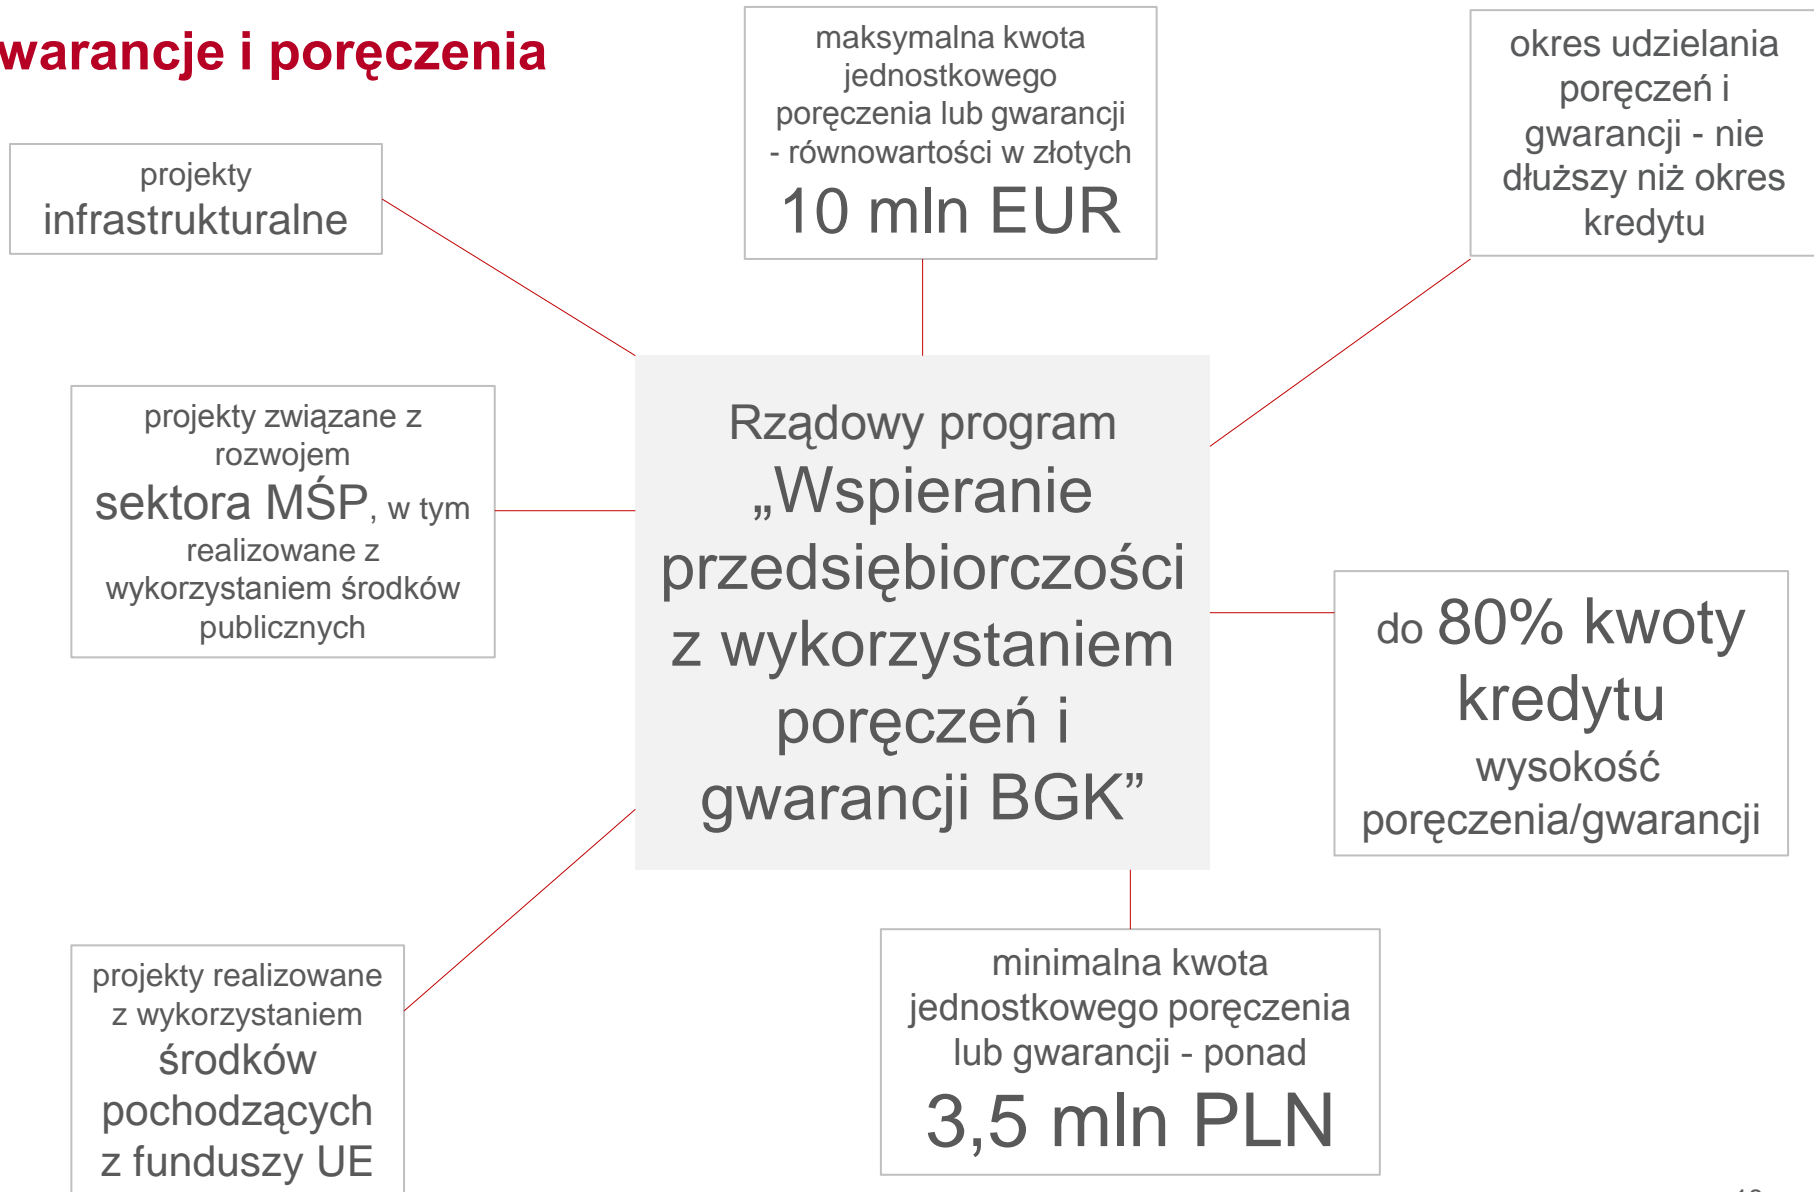 warancje i poręczenia
maksymalna kwota
jednostkowego
poręczenia lub gwarancji
- równowartości w złotych
10 mln EUR
okres udzielania
poręczeń i
gwarancji - nie
dłuższy niż okres
kredytu
projekty
infrastrukturalne
projekty związane z
rozwojem
sektora MŚP, w tym
realizowane z
wykorzystaniem środków
publicznych
Rządowy program
„Wspieranie
przedsiębiorczości
z wykorzystaniem
poręczeń i
gwarancji BGK”
do 80% kwoty
kredytu
wysokość
poręczenia/gwarancji
projekty realizowane
z wykorzystaniem
środków
pochodzących
z funduszy UE
minimalna kwota
jednostkowego poręczenia
lub gwarancji - ponad
3,5 mln PLN